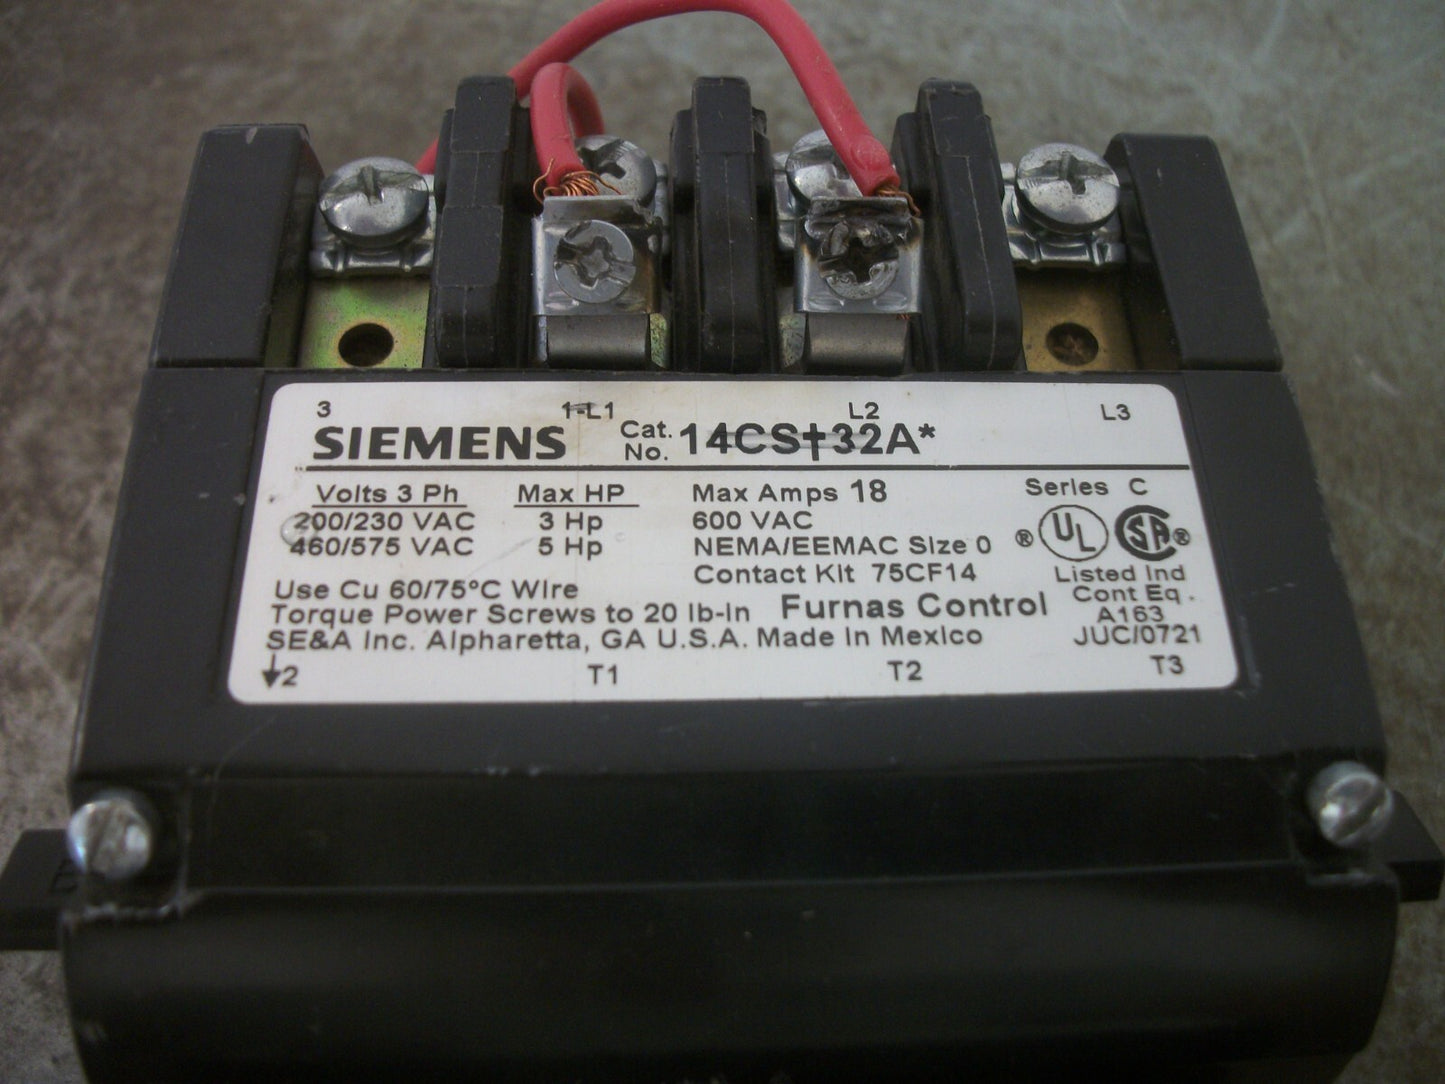 3 1-L1 L2 L3
SIEMENS Cat. No. 14CS†32A*
Volts 3 Ph Max HP Max Amps 18 Series C
200/230 VAC 3 Hp 600 VAC
460/575 VAC 5 Hp NEMA/EEMAC Size 0 ® UL SA ®
Contact Kit 75CF14 Listed Ind
Use Cu 60/75°C Wire Cont Eq.
Torque Power Screws to 20 lb-in Furnas Control A163
SE&A Inc. Alpharetta, GA U.S.A. Made in Mexico JUC/0721
2 T1 T2 T3